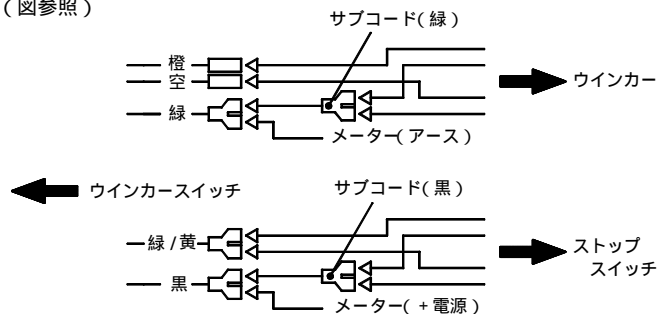 (図参照)
サブコード(緑)
橙
空
緑
ウインカー
メーター(アース)
ウインカースイッチ
サブコード(黒)
緑/黄
黒
ストップ
スイッチ
メーター(+電源)